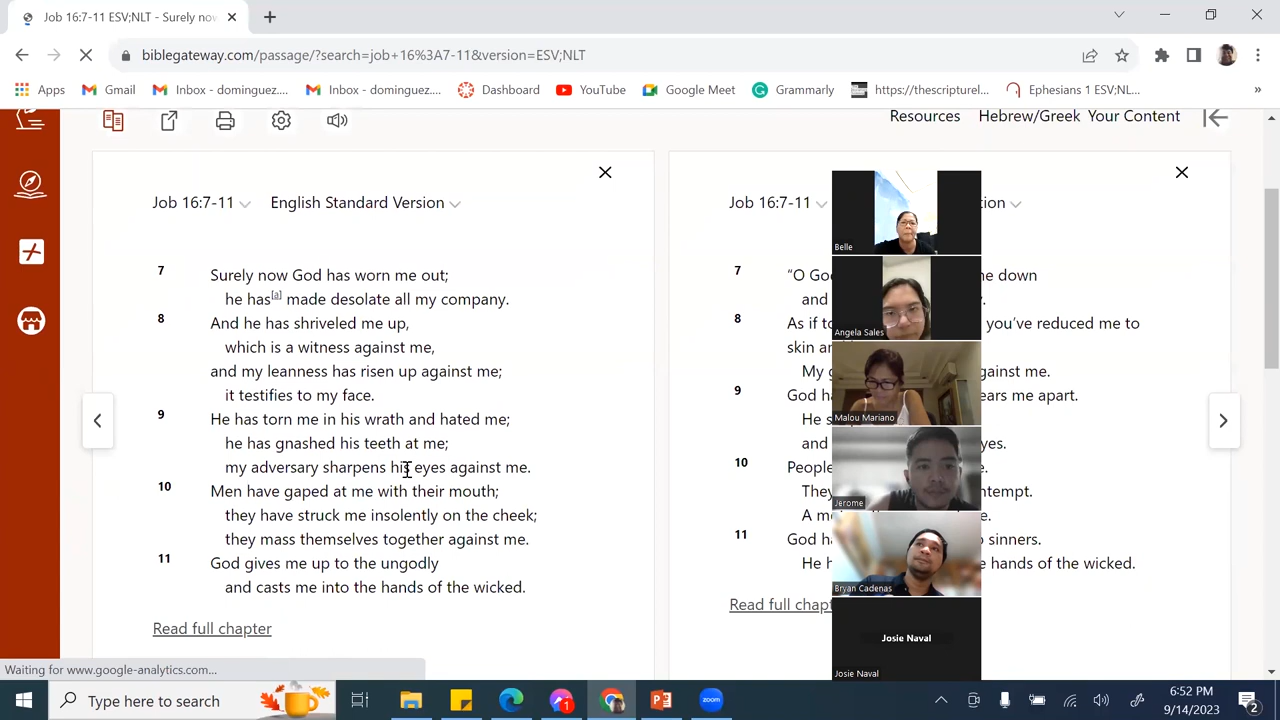 Job 16:7-11 ESV;NLT - Surely now
biblegateway.com/passage/?search=job+16%3A7-11&version=ESV;NLT
Apps
Gmail
Inbox - dominguez....
Inbox - dominguez....
Dashboard
YouTube
Google Meet
Grammarly
https://thescripturel...
Ephesians 1 ESV;NL...
»
Resources
Hebrew/Greek
Your Content
Job 16:7-11
English Standard Version
7 Surely now God has worn me out;
he has[a] made desolate all my company.
8 And he has shriveled me up,
which is a witness against me,
and my leanness has risen up against me;
it testifies to my face.
9 He has torn me in his wrath and hated me;
he has gnashed his teeth at me;
my adversary sharpens his eyes against me.
10 Men have gaped at me with their mouth;
they have struck me insolently on the cheek;
they mass themselves together against me.
11 God gives me up to the ungodly
and casts me into the hands of the wicked.
Read full chapter
Job 16:7-11
7 “O
down
and
8 As if
you’ve reduced me to
skin
My
against me.
9
me apart.
and
10 People
They
A
11
sinners.
He
hands of the wicked.
Read full
Belle
Angela Sales
Malou Mariano
Jerome
Bryan Cadenas
Josie Naval
Josie Naval
Waiting for www.google-analytics.com...
Type here to search
1
zoom
6:52 PM
9/14/2023
2